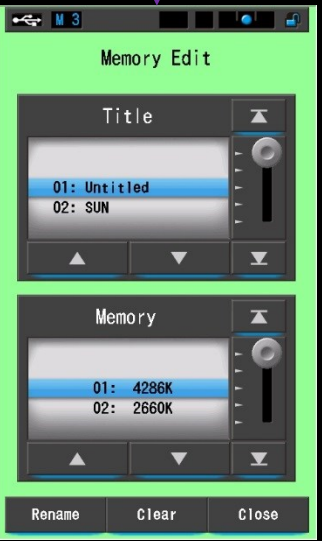 M 3
Memory Edit
Title
01: Untitled
02: SUN
Memory
01: 4286K
02: 2660K
Rename Clear Close